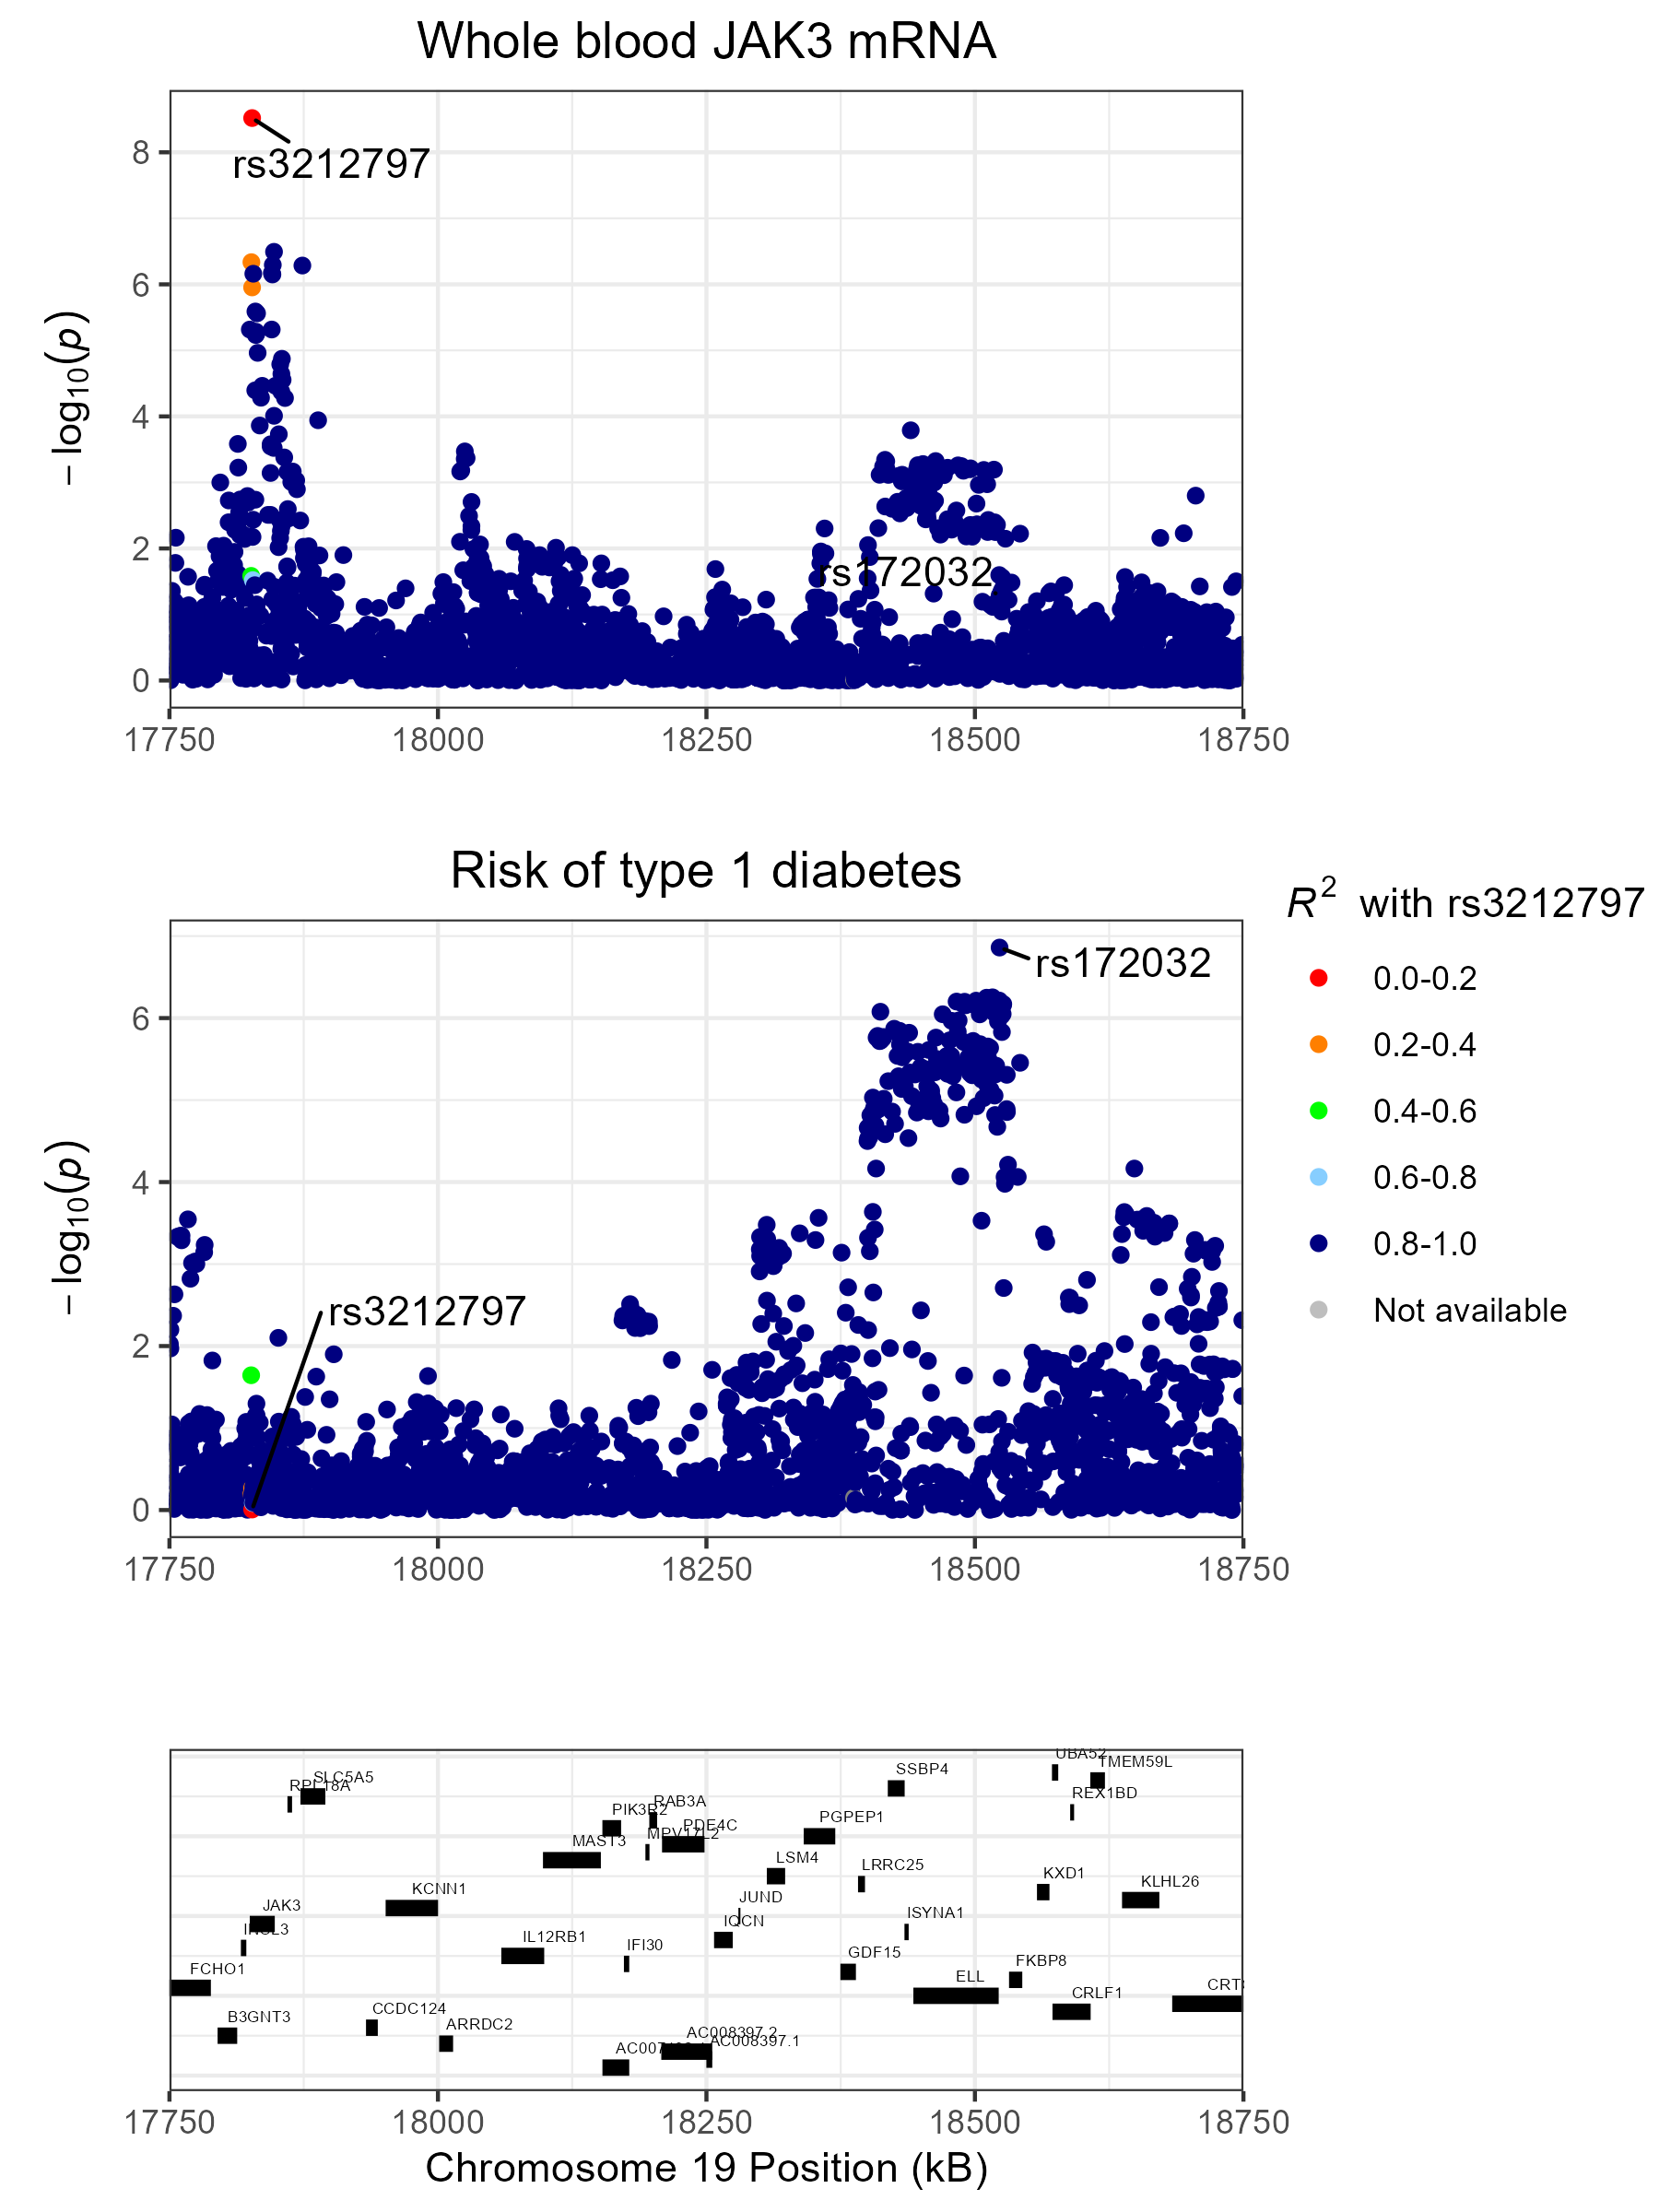 Whole blood JAK3 mRNA
8
6
4
2
0
− log10(p)
rs3212797
rs172032
17750 18000 18250 18500 18750
Risk of type 1 diabetes
6
4
2
0
− log10(p)
rs172032
rs3212797
17750 18000 18250 18500 18750
R2 with rs3212797
0.0-0.2
0.2-0.4
0.4-0.6
0.6-0.8
0.8-1.0
Not available
UBA52
TMEM59L
SSBP4
SLC5A5
RPL18A
REX1BD
RAB3A
PIK3R2
PGPEP1
PDE4C
MPV17L2
MAST3
LSM4
LRRC25
KXD1
KLHL26
KCNN1
JUND
JAK3
ISYNA1
IQCN
INSL3
IL12RB1
IFI30
GDF15
FKBP8
FCHO1
ELL
CRLF1
B3GNT3
CCDC124
ARRDC2
AC008397.2
AC008397.1
17750 18000 18250 18500 18750
Chromosome 19 Position (kB)